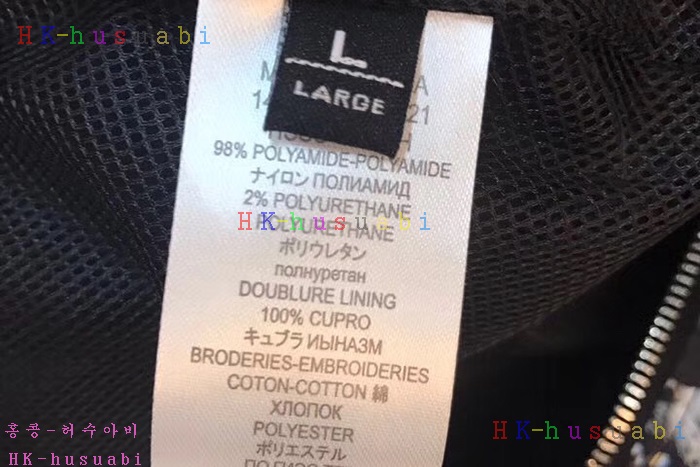 HK-husuabi
L
LARGE
98% POLYAMIDE-POLYAMIDE
ナイロン ПОЛИАМИД
2% POLYURETHANE
HK-husuabi
POLYURETHANE
ポリウレタン
полнуретан
DOUBLURE LINING
100% CUPRO
キュプラ ИЫНАЗМ
BRODERIES-EMBROIDERIES
COTON-COTTON 綿
ХЛОПОК
POLYESTER
ポリエステル
홍콩-허수아비
HK-husuabi
HK-husuabi